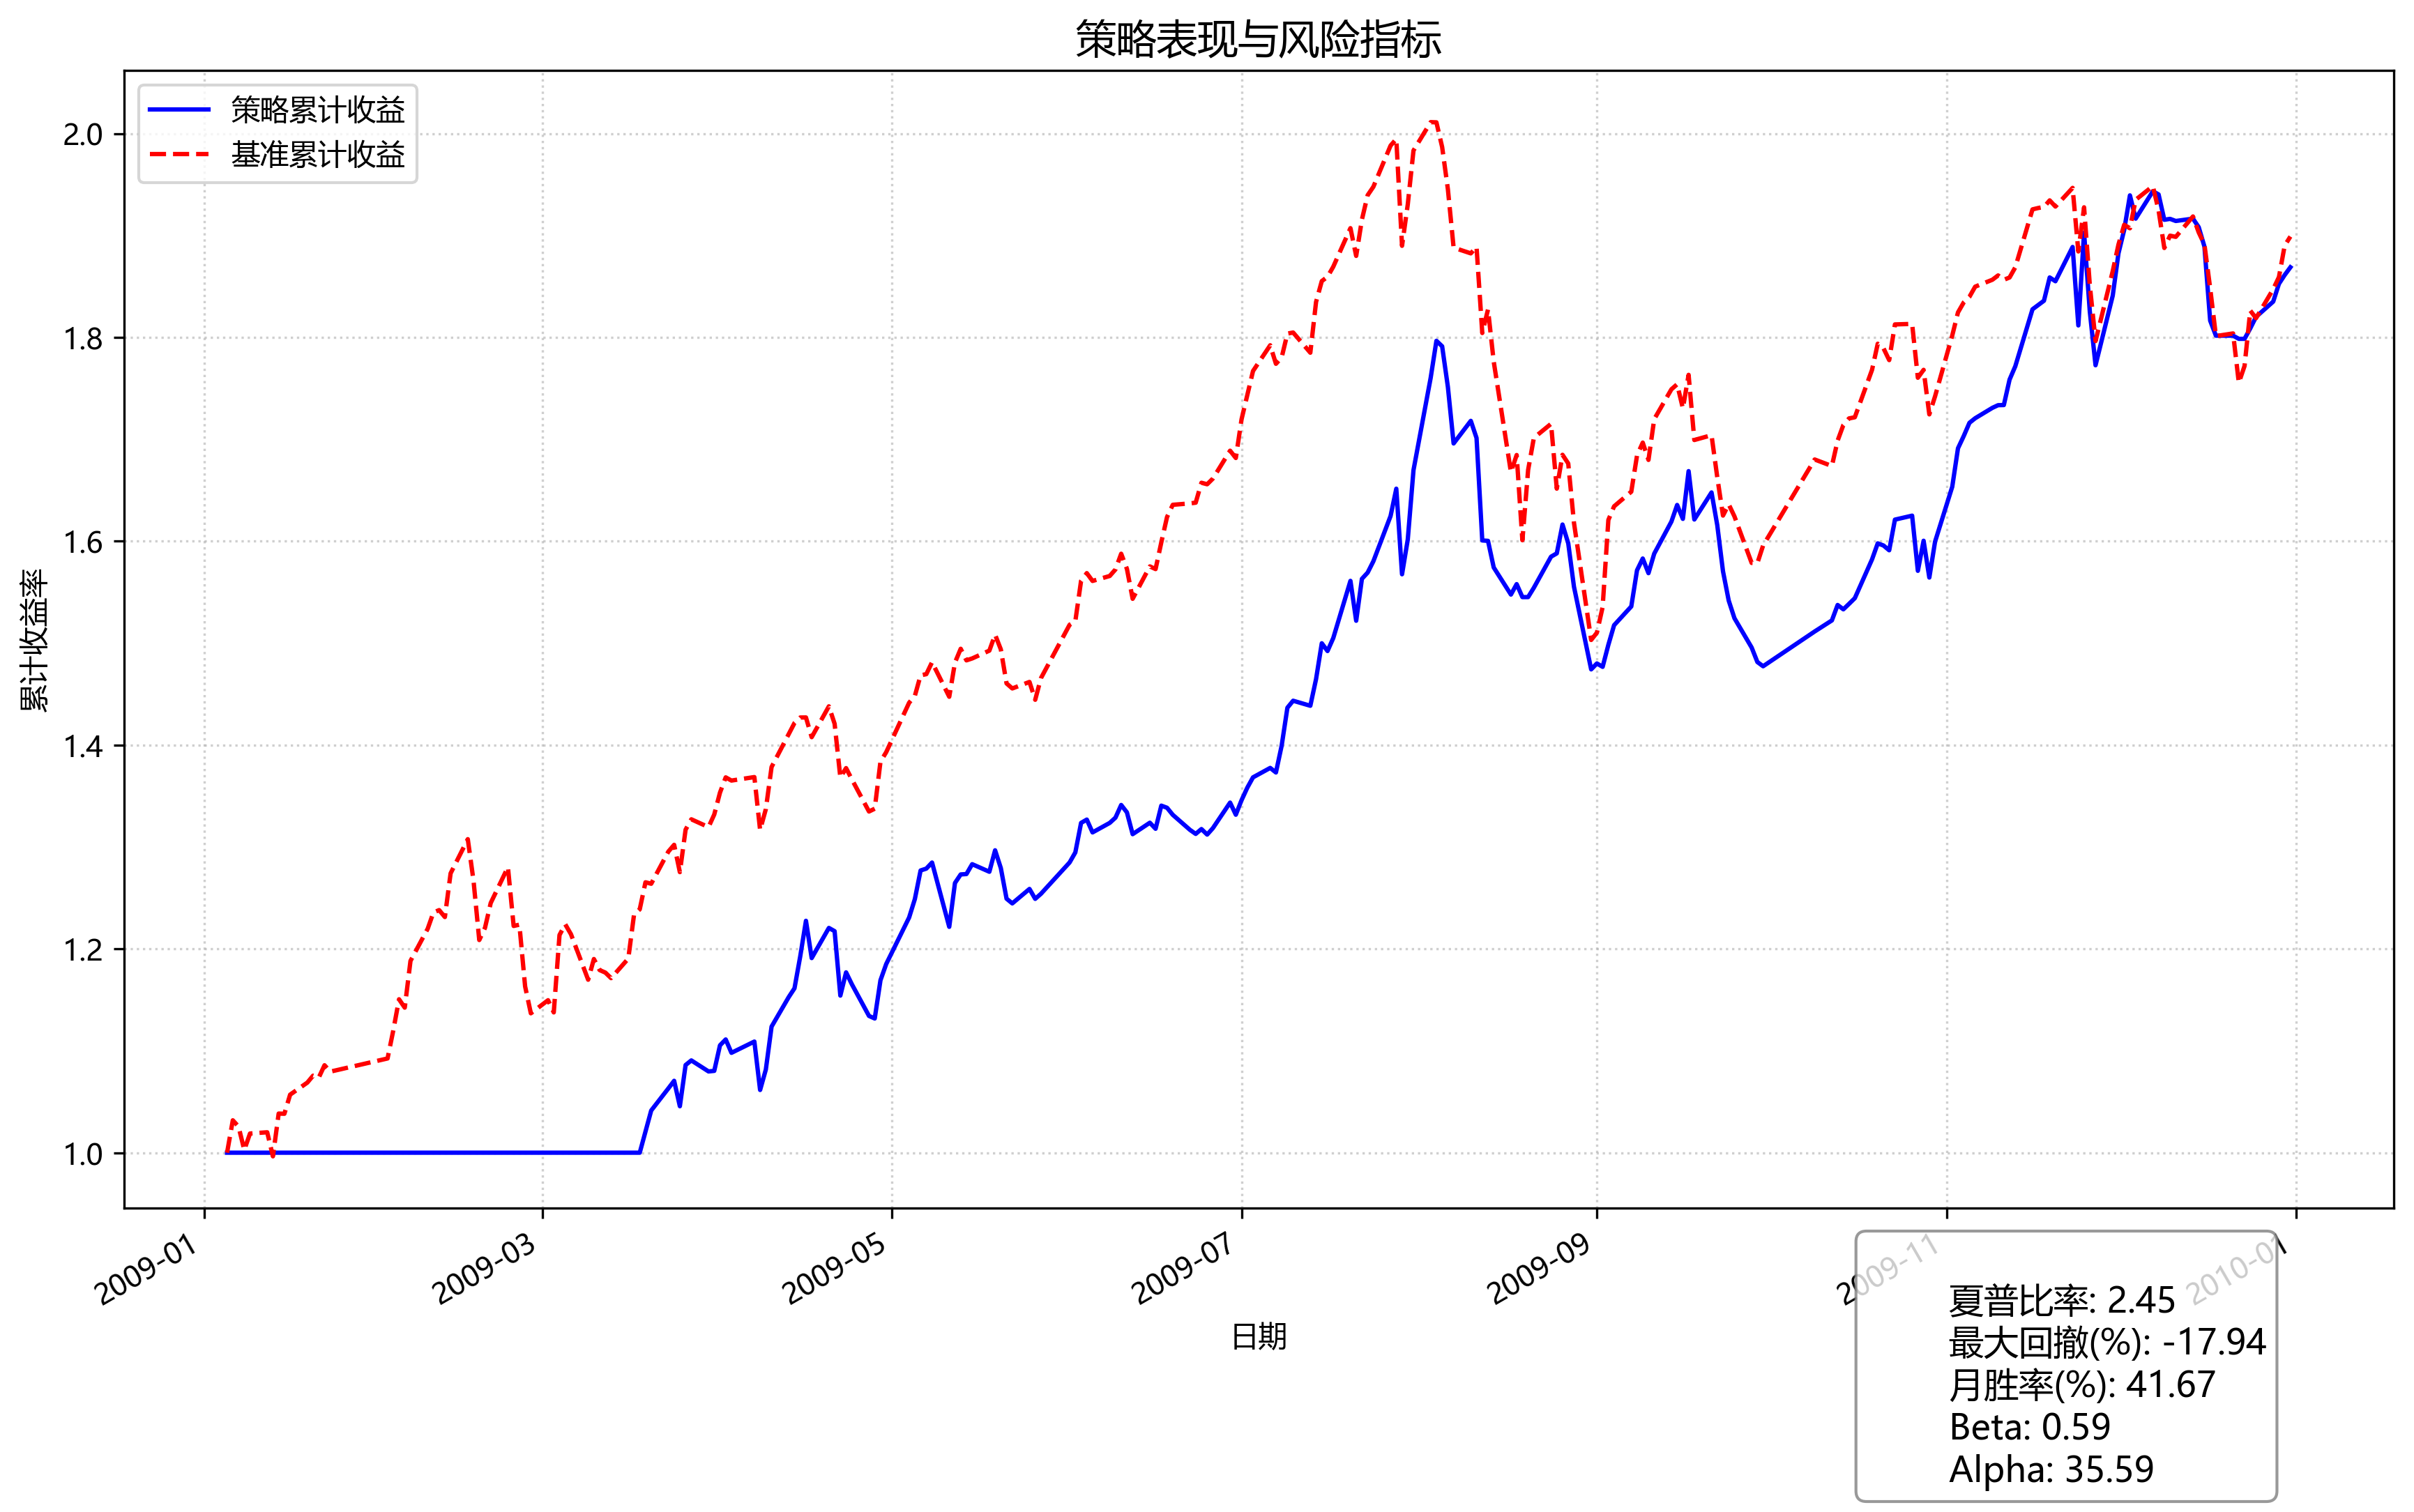 策略表现与风险指标
策略累计收益
基准累计收益
2.0
1.8
1.6
1.4
1.2
1.0
累计收益率
2009-01
2009-03
2009-05
2009-07
2009-09
2009-11
2010-01
日期
夏普比率: 2.45
最大回撤(%): -17.94
月胜率(%): 41.67
Beta: 0.59
Alpha: 35.59